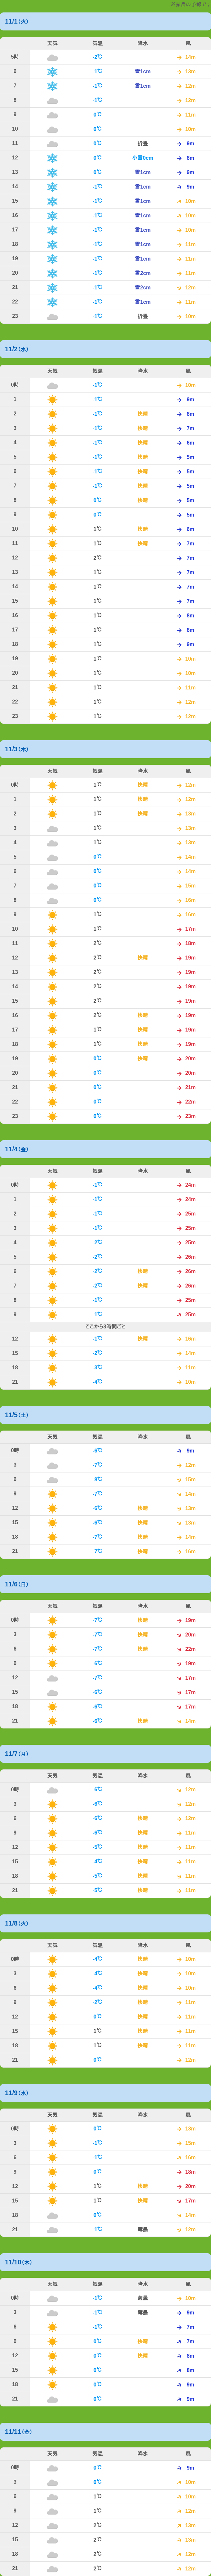 11/1（火）
天気 気温 降水 風
5時 -2℃ 14m
6 -1℃ 雪1cm 13m
7 -1℃ 雪1cm 12m
8 -1℃ 12m
9 0℃ 11m
10 0℃ 10m
11 0℃ 折畳 9m
12 0℃ 小雪0cm 8m
13 0℃ 雪1cm 9m
14 -1℃ 雪1cm 9m
15 -1℃ 雪1cm 10m
16 -1℃ 雪1cm 10m
17 -1℃ 雪1cm 10m
18 -1℃ 雪1cm 11m
19 -1℃ 雪1cm 11m
20 -1℃ 雪2cm 11m
21 -1℃ 雪2cm 12m
22 -1℃ 雪1cm 11m
23 -1℃ 折畳 10m
11/2（水）
天気 気温 降水 風
0時 -1℃ 10m
1 -1℃ 9m
2 -1℃ 快晴 8m
3 -1℃ 快晴 7m
4 -1℃ 快晴 6m
5 -1℃ 快晴 5m
6 -1℃ 快晴 5m
7 -1℃ 快晴 5m
8 0℃ 快晴 5m
9 0℃ 5m
10 1℃ 快晴 6m
11 1℃ 快晴 7m
12 2℃ 7m
13 1℃ 7m
14 1℃ 7m
15 1℃ 7m
16 1℃ 8m
17 1℃ 8m
18 1℃ 9m
19 1℃ 10m
20 1℃ 10m
21 1℃ 11m
22 1℃ 12m
23 1℃ 12m
11/3（木）
天気 気温 降水 風
0時 1℃ 快晴 12m
1 1℃ 快晴 12m
2 1℃ 快晴 13m
3 1℃ 13m
4 1℃ 13m
5 0℃ 14m
6 0℃ 14m
7 0℃ 15m
8 0℃ 16m
9 1℃ 16m
10 1℃ 17m
11 2℃ 18m
12 2℃ 快晴 19m
13 2℃ 19m
14 2℃ 19m
15 2℃ 19m
16 2℃ 快晴 19m
17 1℃ 快晴 19m
18 1℃ 快晴 19m
19 0℃ 快晴 20m
20 0℃ 20m
21 0℃ 21m
22 0℃ 22m
23 0℃ 23m
11/4（金）
天気 気温 降水 風
0時 -1℃ 24m
1 -1℃ 24m
2 -1℃ 25m
3 -1℃ 25m
4 -2℃ 25m
5 -2℃ 26m
6 -2℃ 快晴 26m
7 -2℃ 快晴 26m
8 -1℃ 25m
9 -1℃ 25m
ここから3時間ごと
12 -1℃ 快晴 16m
15 -2℃ 14m
18 -3℃ 11m
21 -4℃ 10m
11/5（土）
天気 気温 降水 風
0時 -6℃ 9m
3 -7℃ 12m
6 -8℃ 15m
9 -7℃ 14m
12 -6℃ 快晴 13m
15 -6℃ 快晴 13m
18 -7℃ 快晴 14m
21 -7℃ 快晴 16m
11/6（日）
天気 気温 降水 風
0時 -7℃ 快晴 19m
3 -7℃ 快晴 20m
6 -7℃ 快晴 22m
9 -6℃ 19m
12 -7℃ 17m
15 -6℃ 17m
18 -6℃ 17m
21 -6℃ 快晴 14m
11/7（月）
天気 気温 降水 風
0時 -6℃ 12m
3 -6℃ 12m
6 -6℃ 快晴 12m
9 -6℃ 快晴 11m
12 -5℃ 快晴 11m
15 -4℃ 快晴 11m
18 -5℃ 快晴 11m
21 -5℃ 快晴 11m
11/8（火）
天気 気温 降水 風
0時 -4℃ 快晴 10m
3 -4℃ 快晴 10m
6 -4℃ 快晴 10m
9 -2℃ 快晴 11m
12 0℃ 快晴 11m
15 1℃ 快晴 11m
18 1℃ 快晴 11m
21 0℃ 12m
11/9（水）
天気 気温 降水 風
0時 0℃ 13m
3 -1℃ 15m
6 -1℃ 16m
9 0℃ 18m
12 1℃ 快晴 20m
15 1℃ 快晴 17m
18 0℃ 14m
21 -1℃ 薄曇 12m
11/10（木）
天気 気温 降水 風
0時 -1℃ 薄曇 10m
3 -1℃ 薄曇 9m
6 -1℃ 7m
9 0℃ 快晴 7m
12 0℃ 快晴 8m
15 0℃ 8m
18 0℃ 9m
21 0℃ 9m
11/11（金）
天気 気温 降水 風
0時 0℃ 9m
3 0℃ 10m
6 1℃ 10m
9 1℃ 12m
12 2℃ 13m
15 2℃ 13m
18 2℃ 12m
21 2℃ 12m